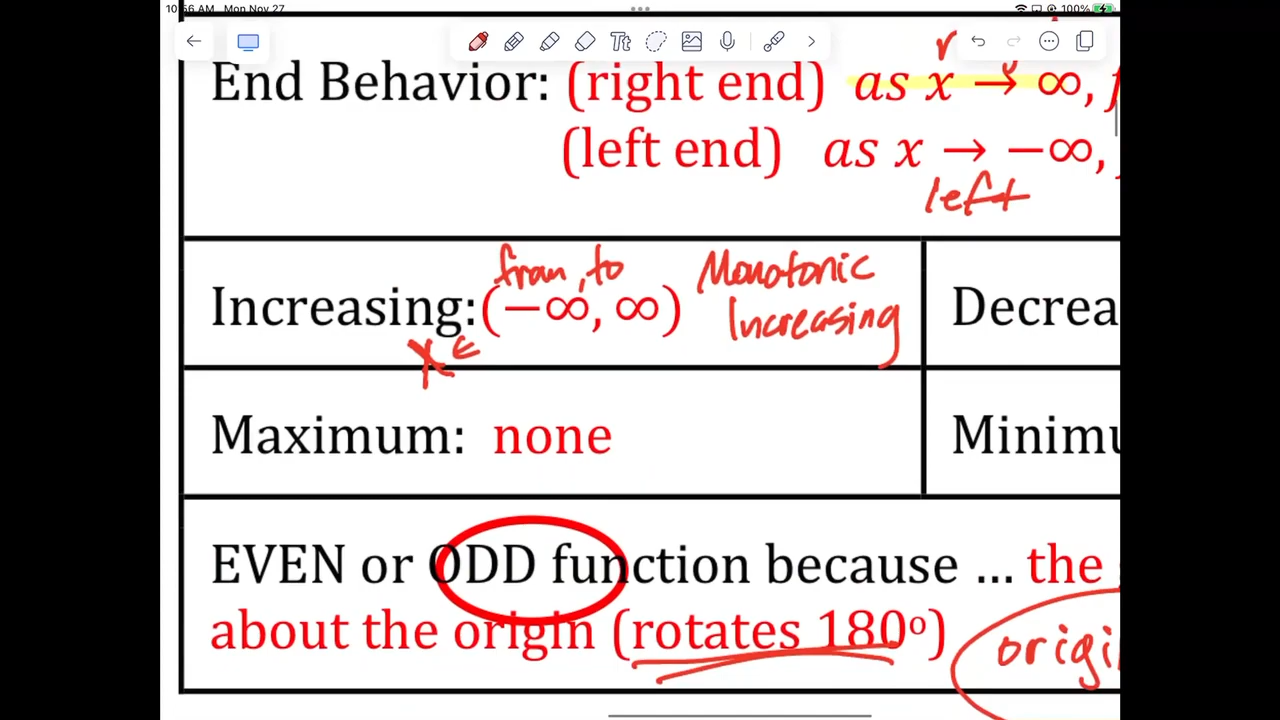 10:56 AM Mon Nov 27
100%
Tt
r
End Behavior: (right end) as x → ∞, f
(left end) as x → −∞,
left
from, to Monotonic
Increasing: (−∞, ∞) Increasing Decrea
x ∈
Maximum: none Minimu
EVEN or ODD function because ... the
about the origin (rotates 180°) origi